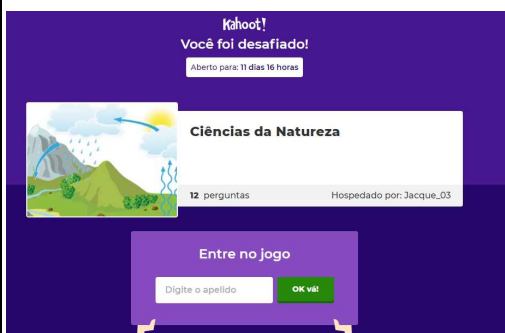 Kahoot!
Você foi desafiado!
Aberto para: 11 dias 16 horas
Ciências da Natureza
12 perguntas
Hospedado por: Jacque_03
Entre no jogo
Digite o apelido
OK vá!